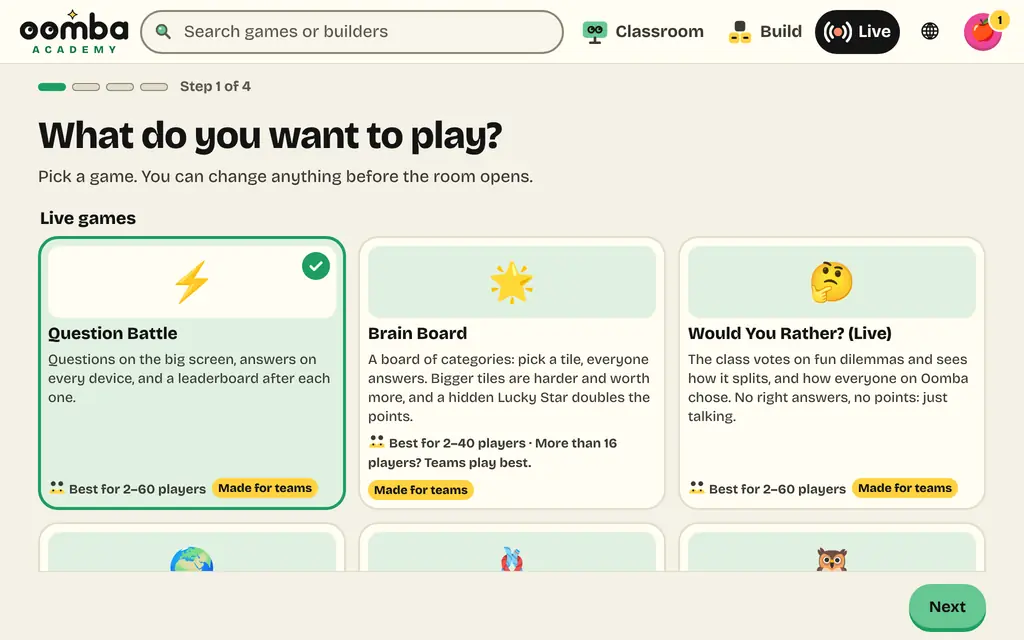 oomba
ACADEMY
Search games or builders
Classroom
Build
Live
1
Step 1 of 4
What do you want to play?
Pick a game. You can change anything before the room opens.
Live games
Question Battle
Questions on the big screen, answers on
every device, and a leaderboard after each
one.
Best for 2–60 players
Made for teams
Brain Board
A board of categories: pick a tile, everyone
answers. Bigger tiles are harder and worth
more, and a hidden Lucky Star doubles the
points.
Best for 2–40 players · More than 16
players? Teams play best.
Made for teams
Would You Rather? (Live)
The class votes on fun dilemmas and sees
how it splits, and how everyone on Oomba
chose. No right answers, no points: just
talking.
Best for 2–60 players
Made for teams
Next